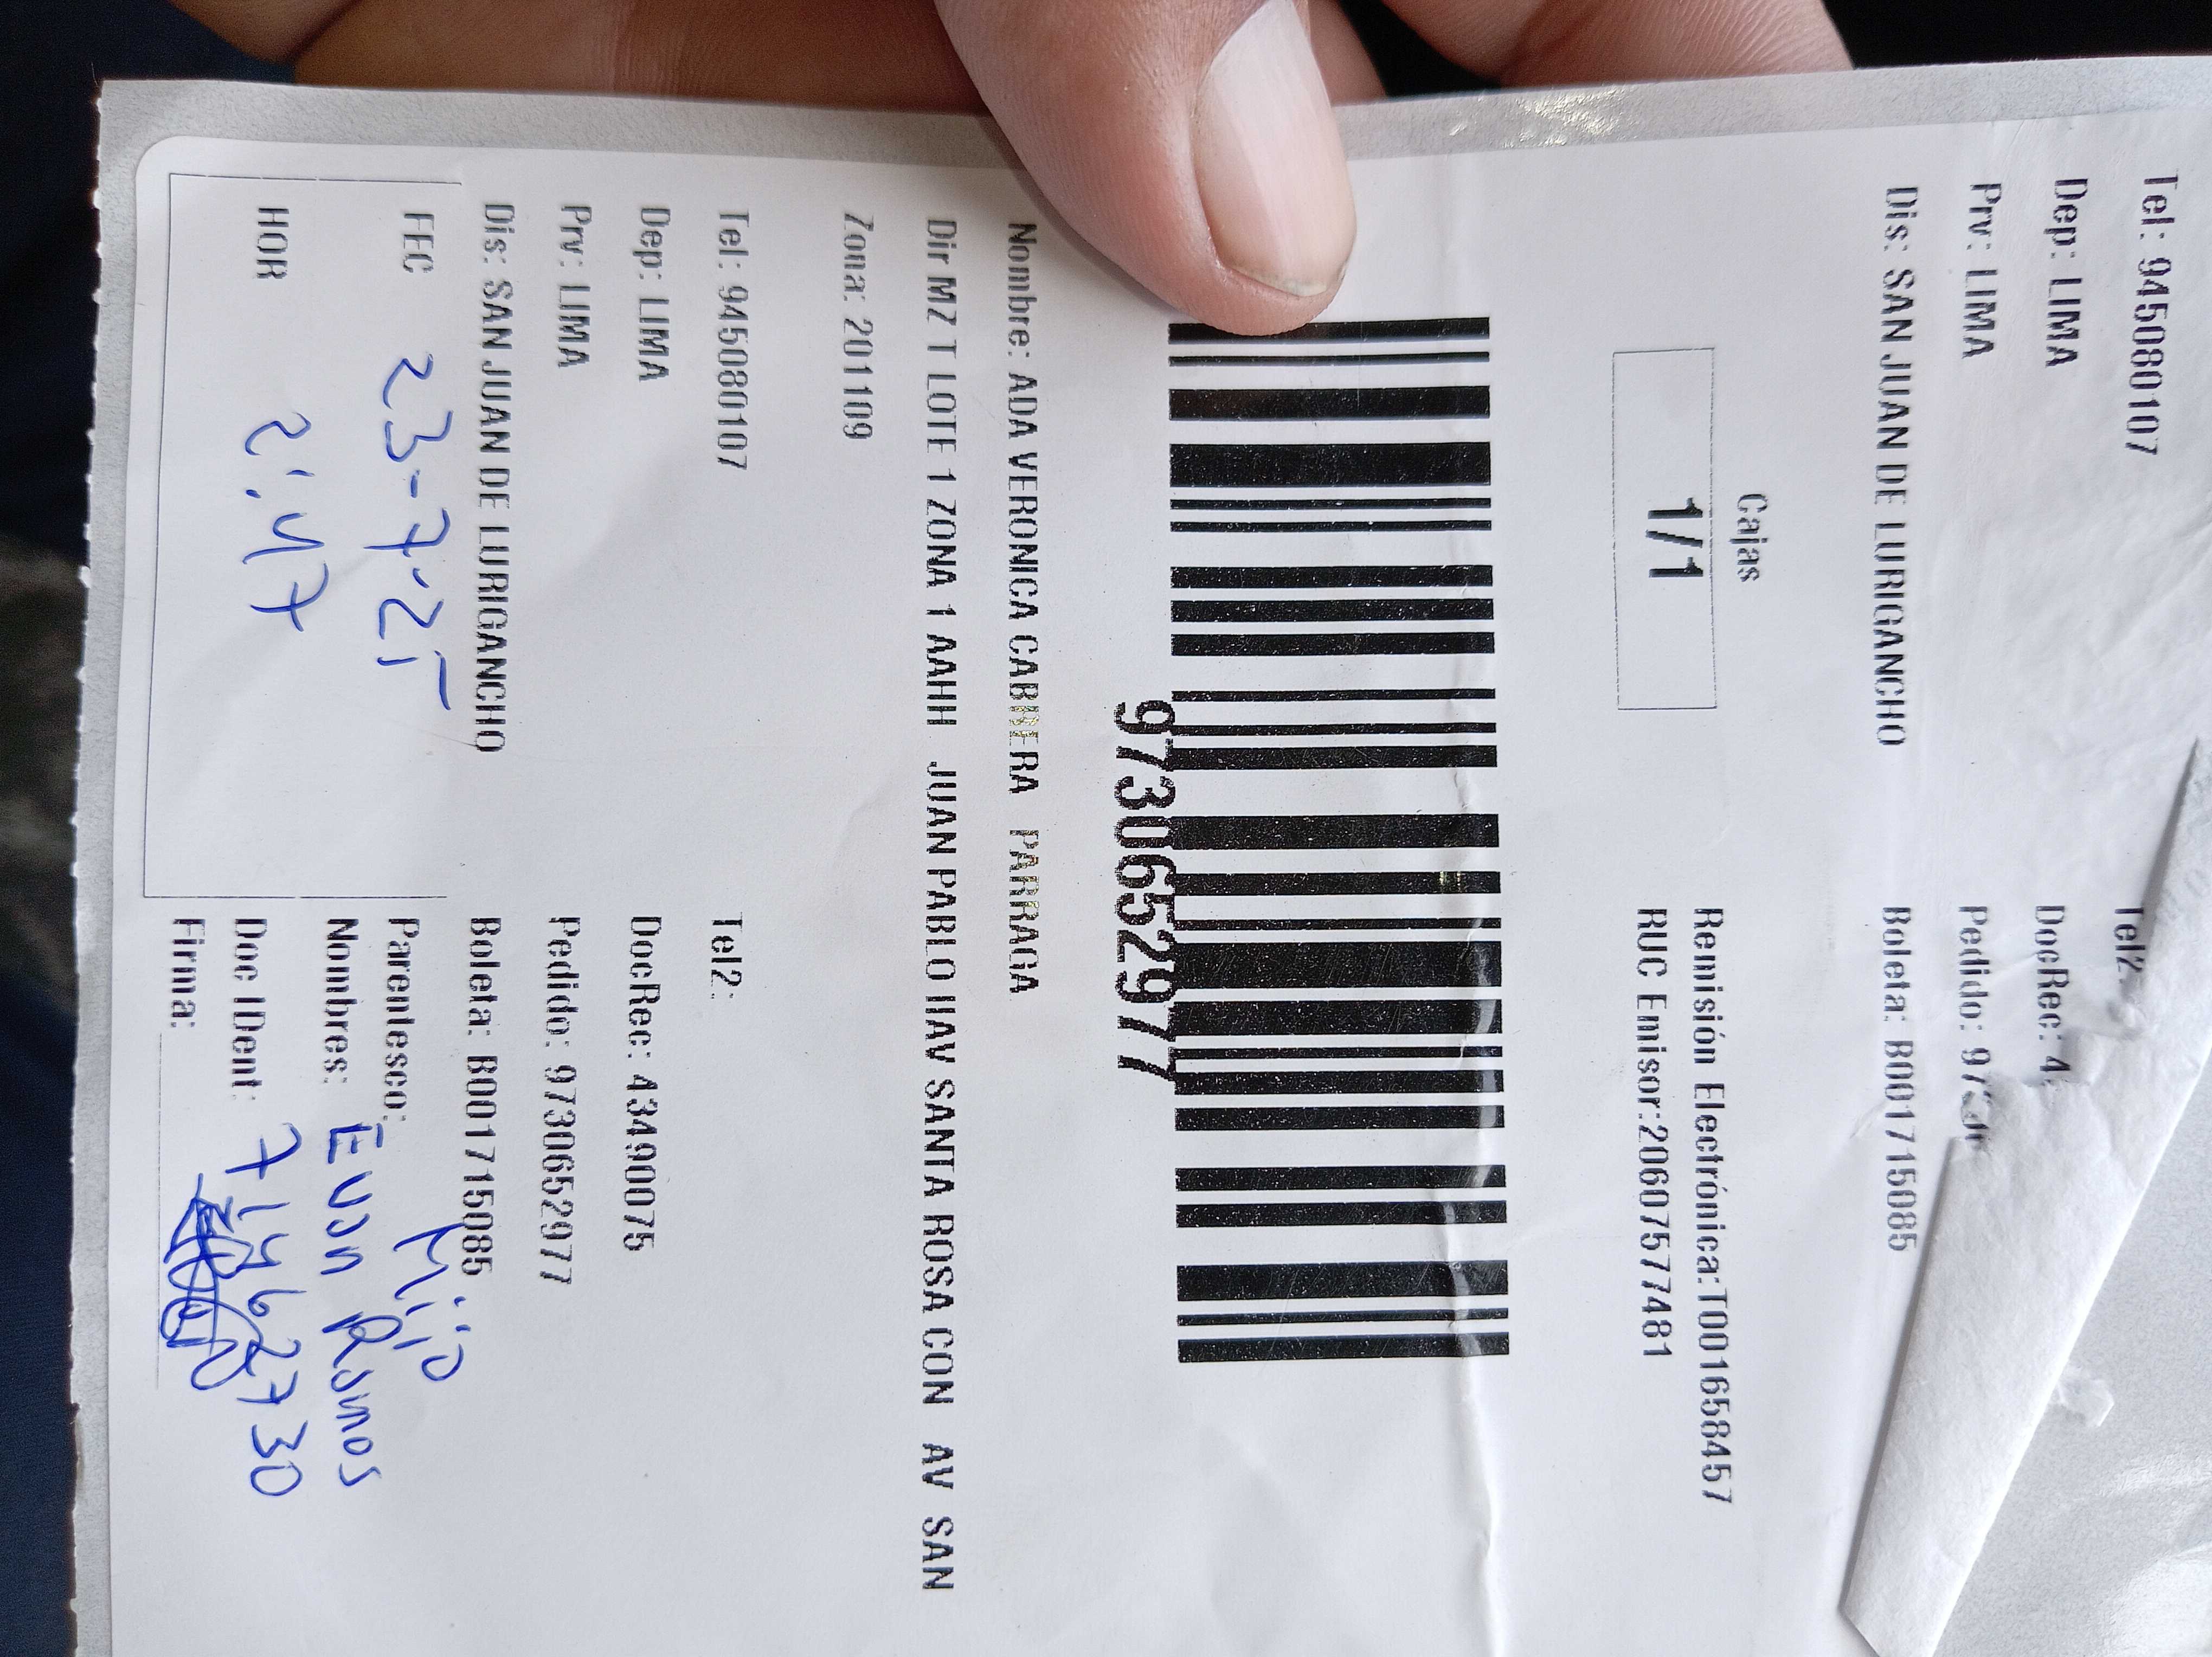 Tel: 945080107 Tel2:
Dep: LIMA DocRec: 4
Prv: LIMA Pedido: 973
Dis: SAN JUAN DE LURIGANCHO Boleta: B001715085
Cajas
1/1
Remisión Electrónica:T001658457
RUC Emisor:20607577481
9730652977
Nombre: ADA VERONICA CABRERA PARRAGA
Dir MZ T LOTE 1 ZONA 1 AAHH JUAN PABLO IIAV SANTA ROSA CON AV SAN
Zona: 201109
Tel: 945080107 Tel2:
Dep: LIMA DocRec: 43490075
Prv: LIMA Pedido: 9730652977
Dis: SAN JUAN DE LURIGANCHO Boleta: B001715085
FEC 23-7-25 Parentesco: Hijo
Nombres: Evan Ramos
HOR 2:47 Doc IDent: 71462730
Firma: